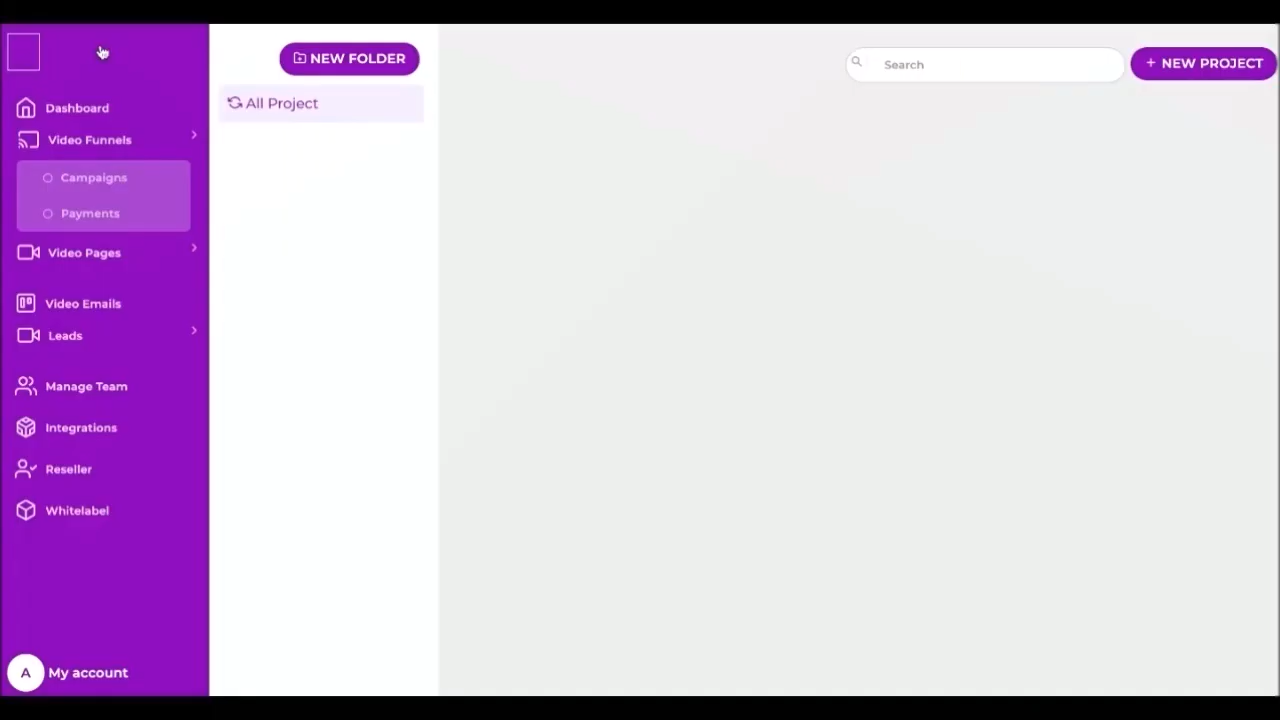 Dashboard
Video Funnels
Campaigns
Payments
Video Pages
Video Emails
Leads
Manage Team
Integrations
Reseller
Whitelabel
A My account
NEW FOLDER
All Project
Search
+ NEW PROJECT